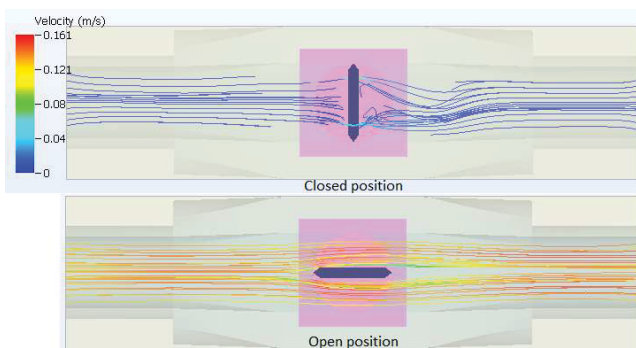 Velocity (m/s)
0.161
0.121
0.08
0.04
0
Closed position
Open position